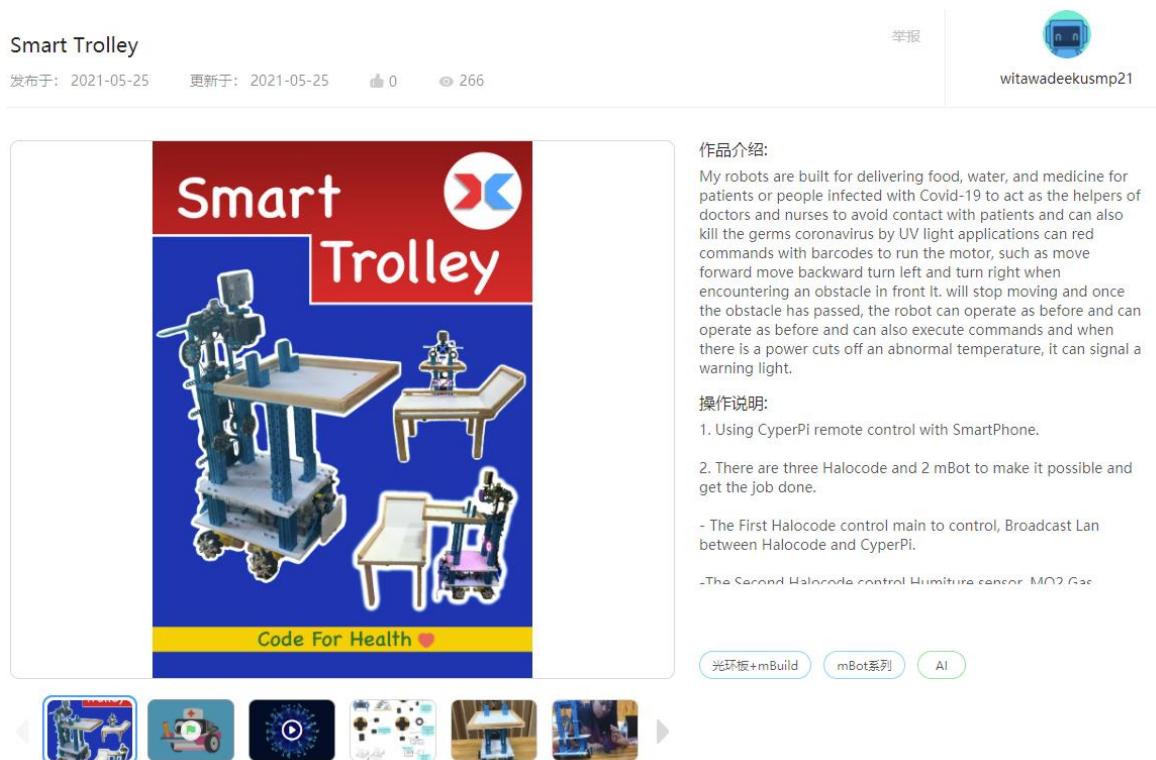 Smart Trolley
举报
发布于： 2021-05-25 更新于： 2021-05-25 0 266
witawadeekusmp21
Smart
Trolley
Code For Health
作品介绍:
My robots are built for delivering food, water, and medicine for
patients or people infected with Covid-19 to act as the helpers of
doctors and nurses to avoid contact with patients and can also
kill the germs coronavirus by UV light applications can red
commands with barcodes to run the motor, such as move
forward move backward turn left and turn right when
encountering an obstacle in front It. will stop moving and once
the obstacle has passed, the robot can operate as before and can
operate as before and can also execute commands and when
there is a power cuts off an abnormal temperature, it can signal a
warning light.
操作说明:
1. Using CyperPi remote control with SmartPhone.
2. There are three Halocode and 2 mBot to make it possible and
get the job done.
- The First Halocode control main to control, Broadcast Lan
between Halocode and CyperPi.
-The Second Halocode control Humiture sensor, MQ2 Gas
光环板+mBuild mBot系列 AI